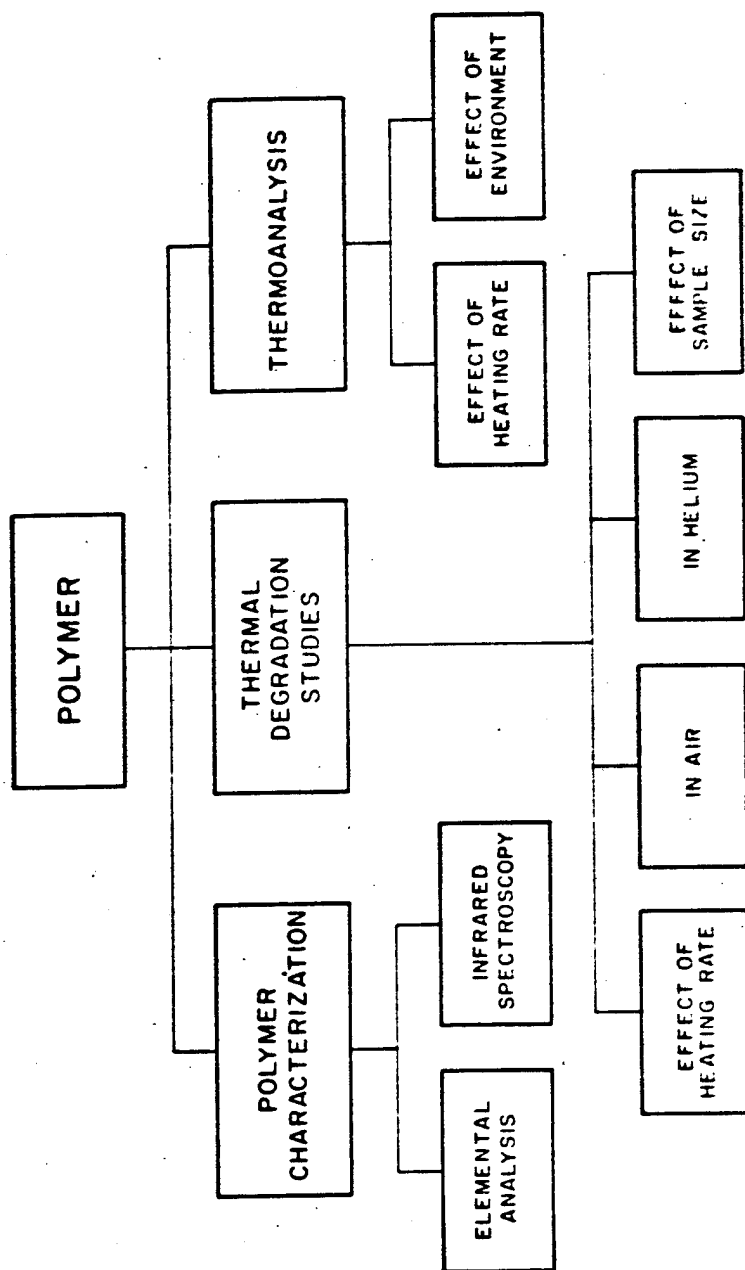 POLYMER
POLYMER
CHARACTERIZATION
THERMAL
DEGRADATION
STUDIES
THERMOANALYSIS
ELEMENTAL
ANALYSIS
INFRARED
SPECTROSCOPY
EFFECT OF
HEATING RATE
EFFECT OF
ENVIRONMENT
EFFECT OF
HEATING RATE
IN AIR
IN HELIUM
EFFECT OF
SAMPLE SIZE